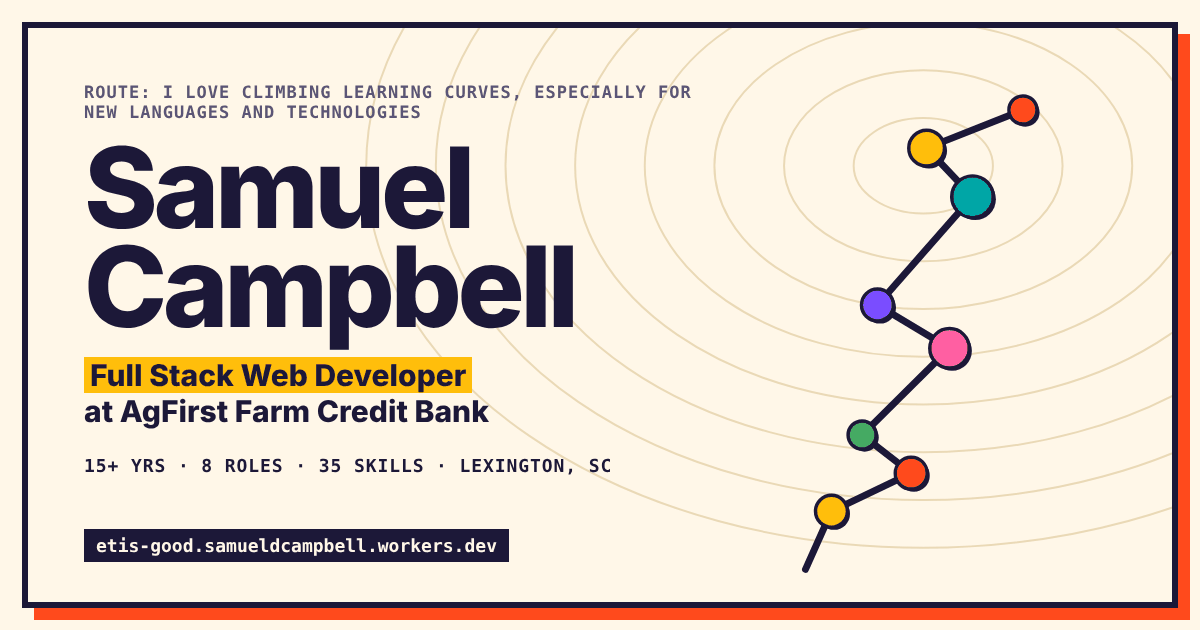 ROUTE: I LOVE CLIMBING LEARNING CURVES, ESPECIALLY FOR
NEW LANGUAGES AND TECHNOLOGIES
Samuel
Campbell
Full Stack Web Developer
at AgFirst Farm Credit Bank
15+ YRS · 8 ROLES · 35 SKILLS · LEXINGTON, SC
etis-good.samueldcampbell.workers.dev